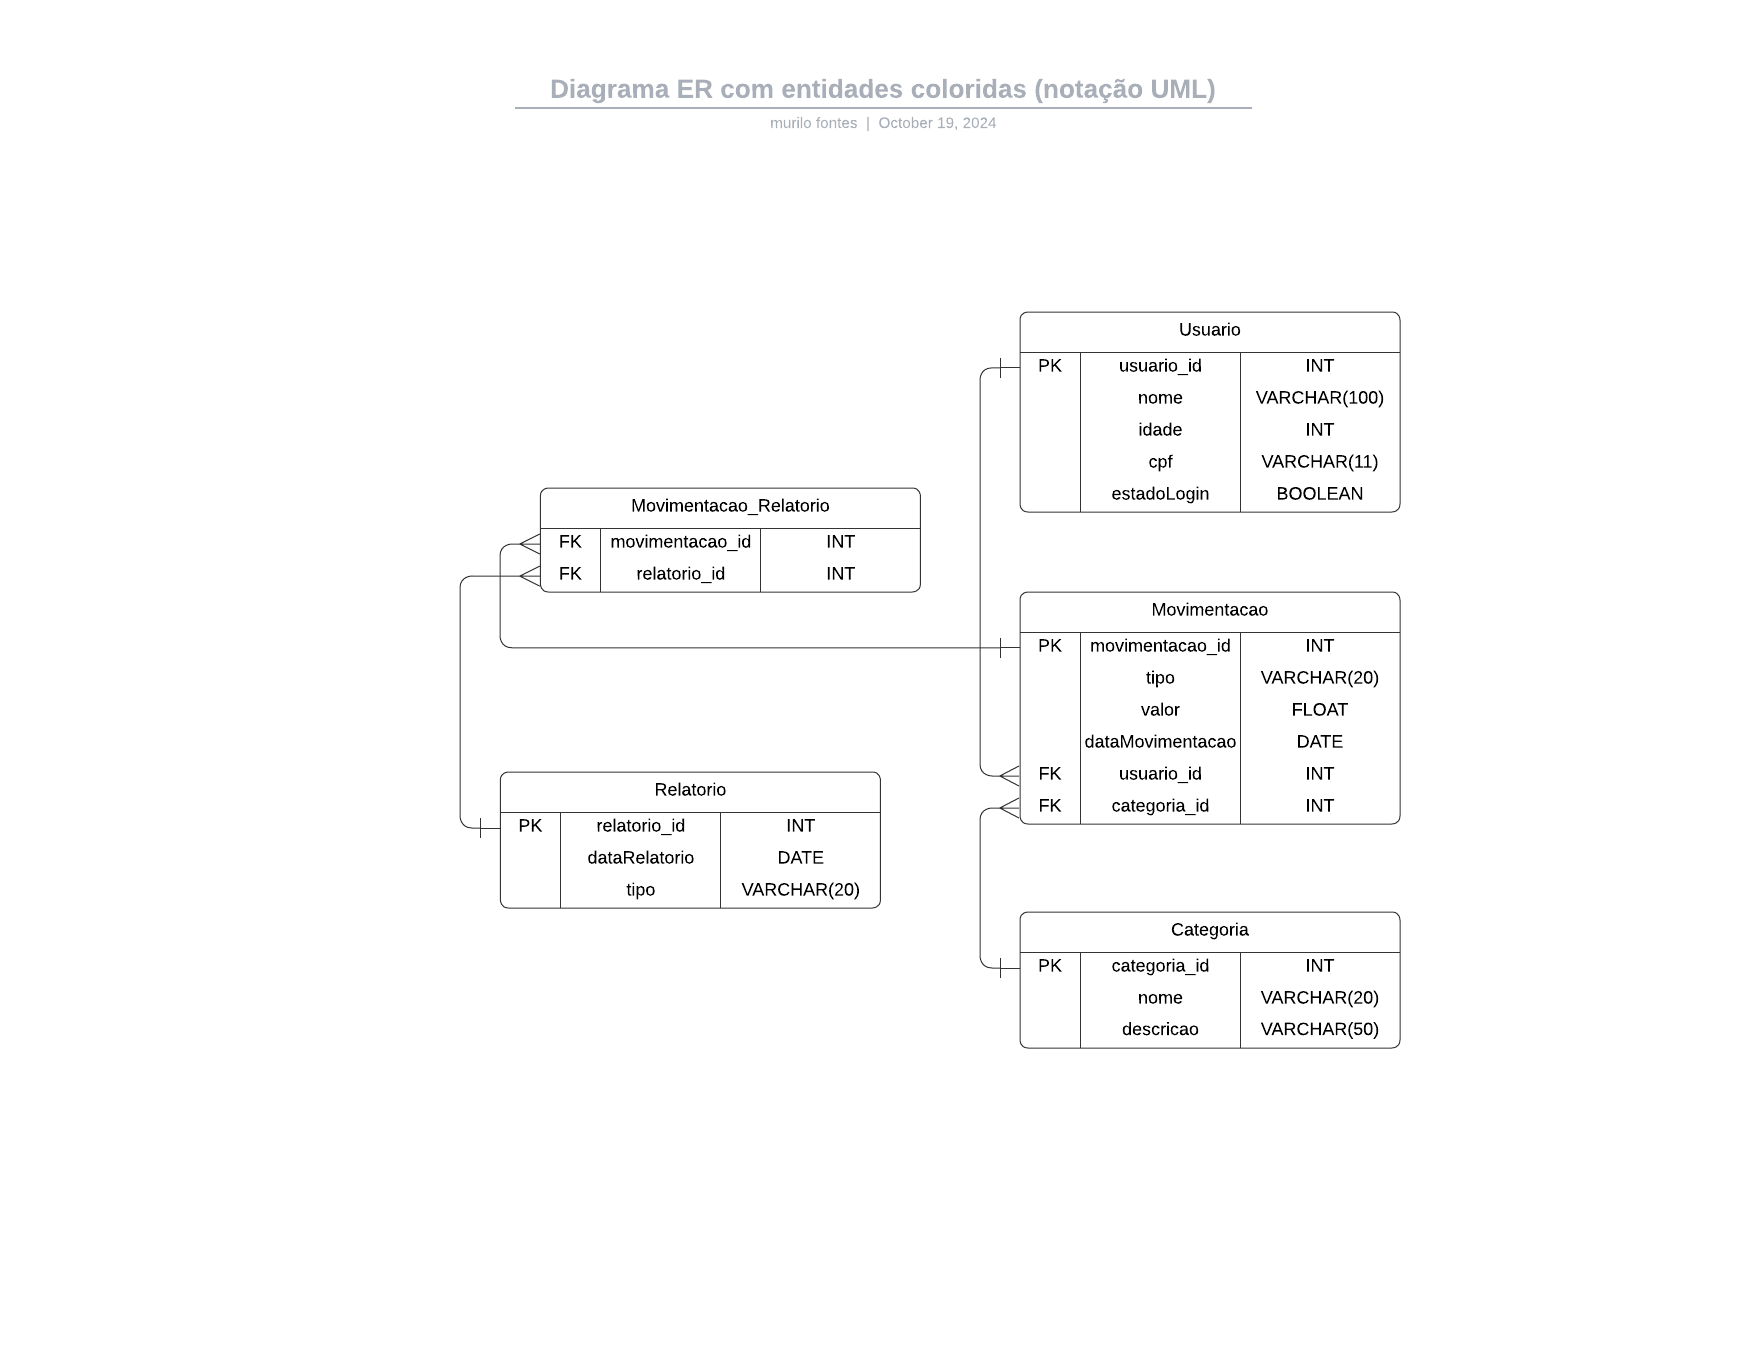 Diagrama ER com entidades coloridas (notação UML)
murilo fontes | October 19, 2024
Usuario
PK usuario_id INT
nome VARCHAR(100)
idade INT
cpf VARCHAR(11)
estadoLogin BOOLEAN
Movimentacao_Relatorio
FK movimentacao_id INT
FK relatorio_id INT
Movimentacao
PK movimentacao_id INT
tipo VARCHAR(20)
valor FLOAT
dataMovimentacao DATE
FK usuario_id INT
FK categoria_id INT
Relatorio
PK relatorio_id INT
dataRelatorio DATE
tipo VARCHAR(20)
Categoria
PK categoria_id INT
nome VARCHAR(20)
descricao VARCHAR(50)